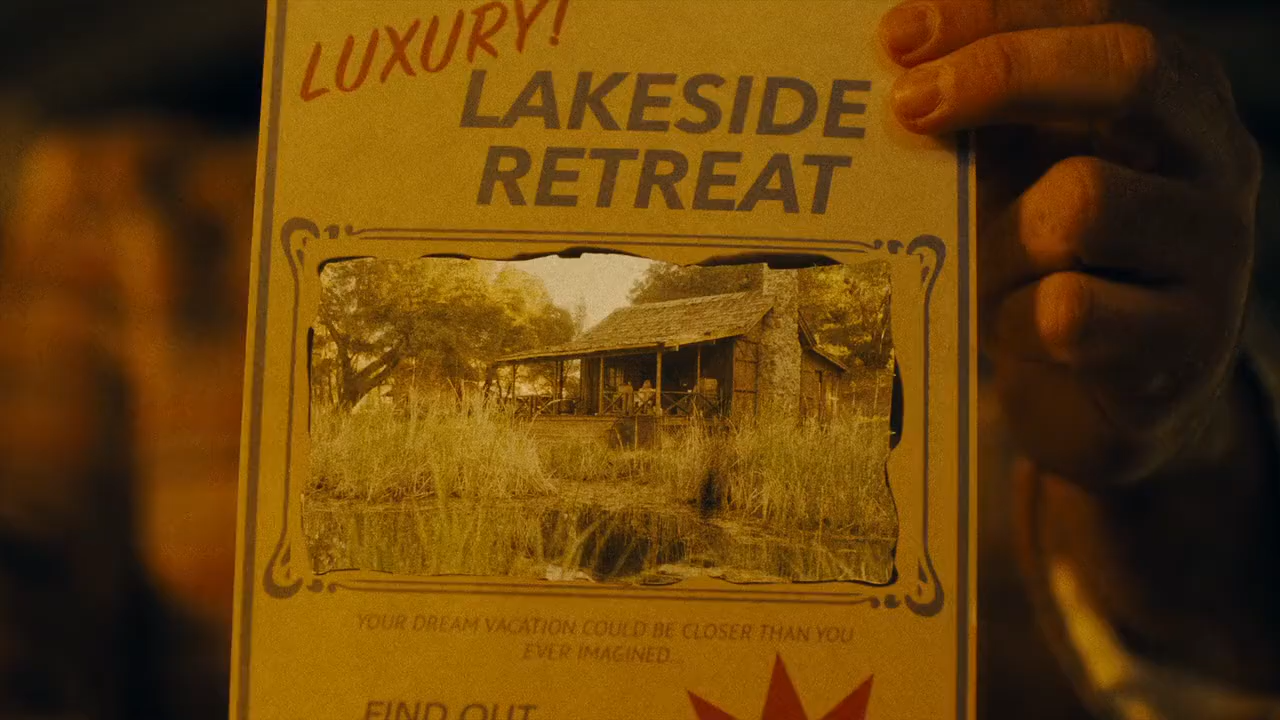 LUXURY!
LAKESIDE
RETREAT
YOUR DREAM VACATION COULD BE CLOSER THAN YOU
EVER IMAGINED...
FIND OUT